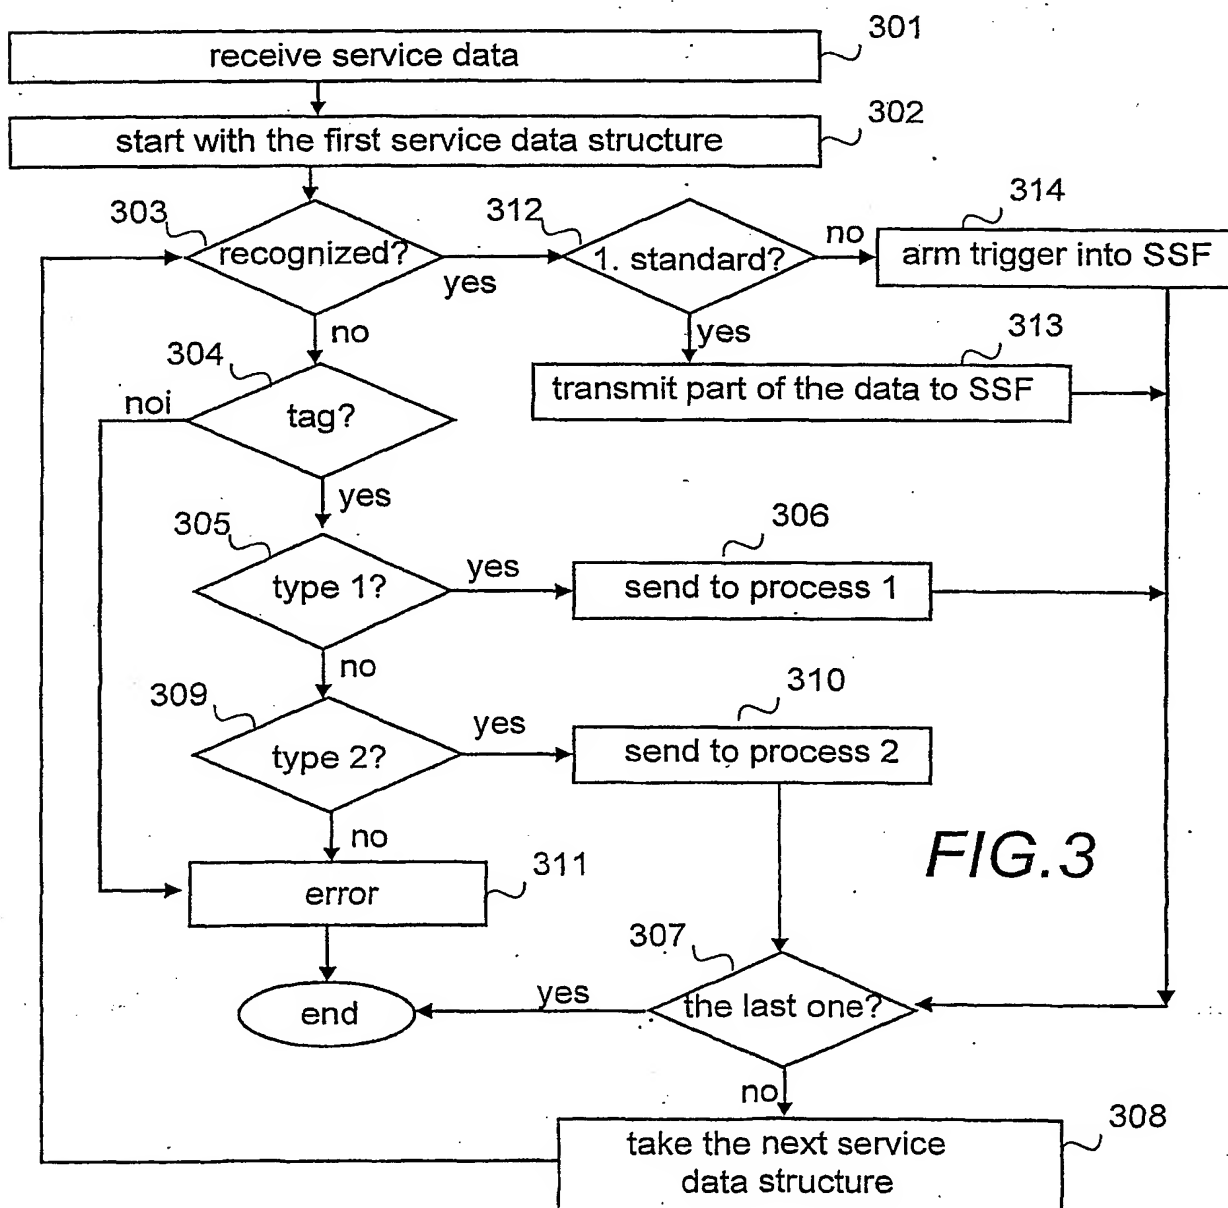 301
receive service data
302
start with the first service data structure
303
recognized?
yes
312
1. standard?
no
314
arm trigger into SSF
no
yes
313
transmit part of the data to SSF
304
tag?
noi
yes
305
type 1?
yes
306
send to process 1
no
309
type 2?
yes
310
send to process 2
no
311
error
FIG.3
307
the last one?
yes
end
no
308
take the next service
data structure